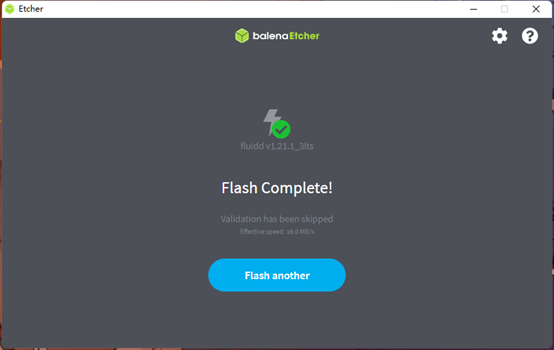 Etcher
balenaEtcher
fluidd v1.21.1_3lts
Flash Complete!
Validation has been skipped
Effective speed: 18.0 MB/s
Flash another